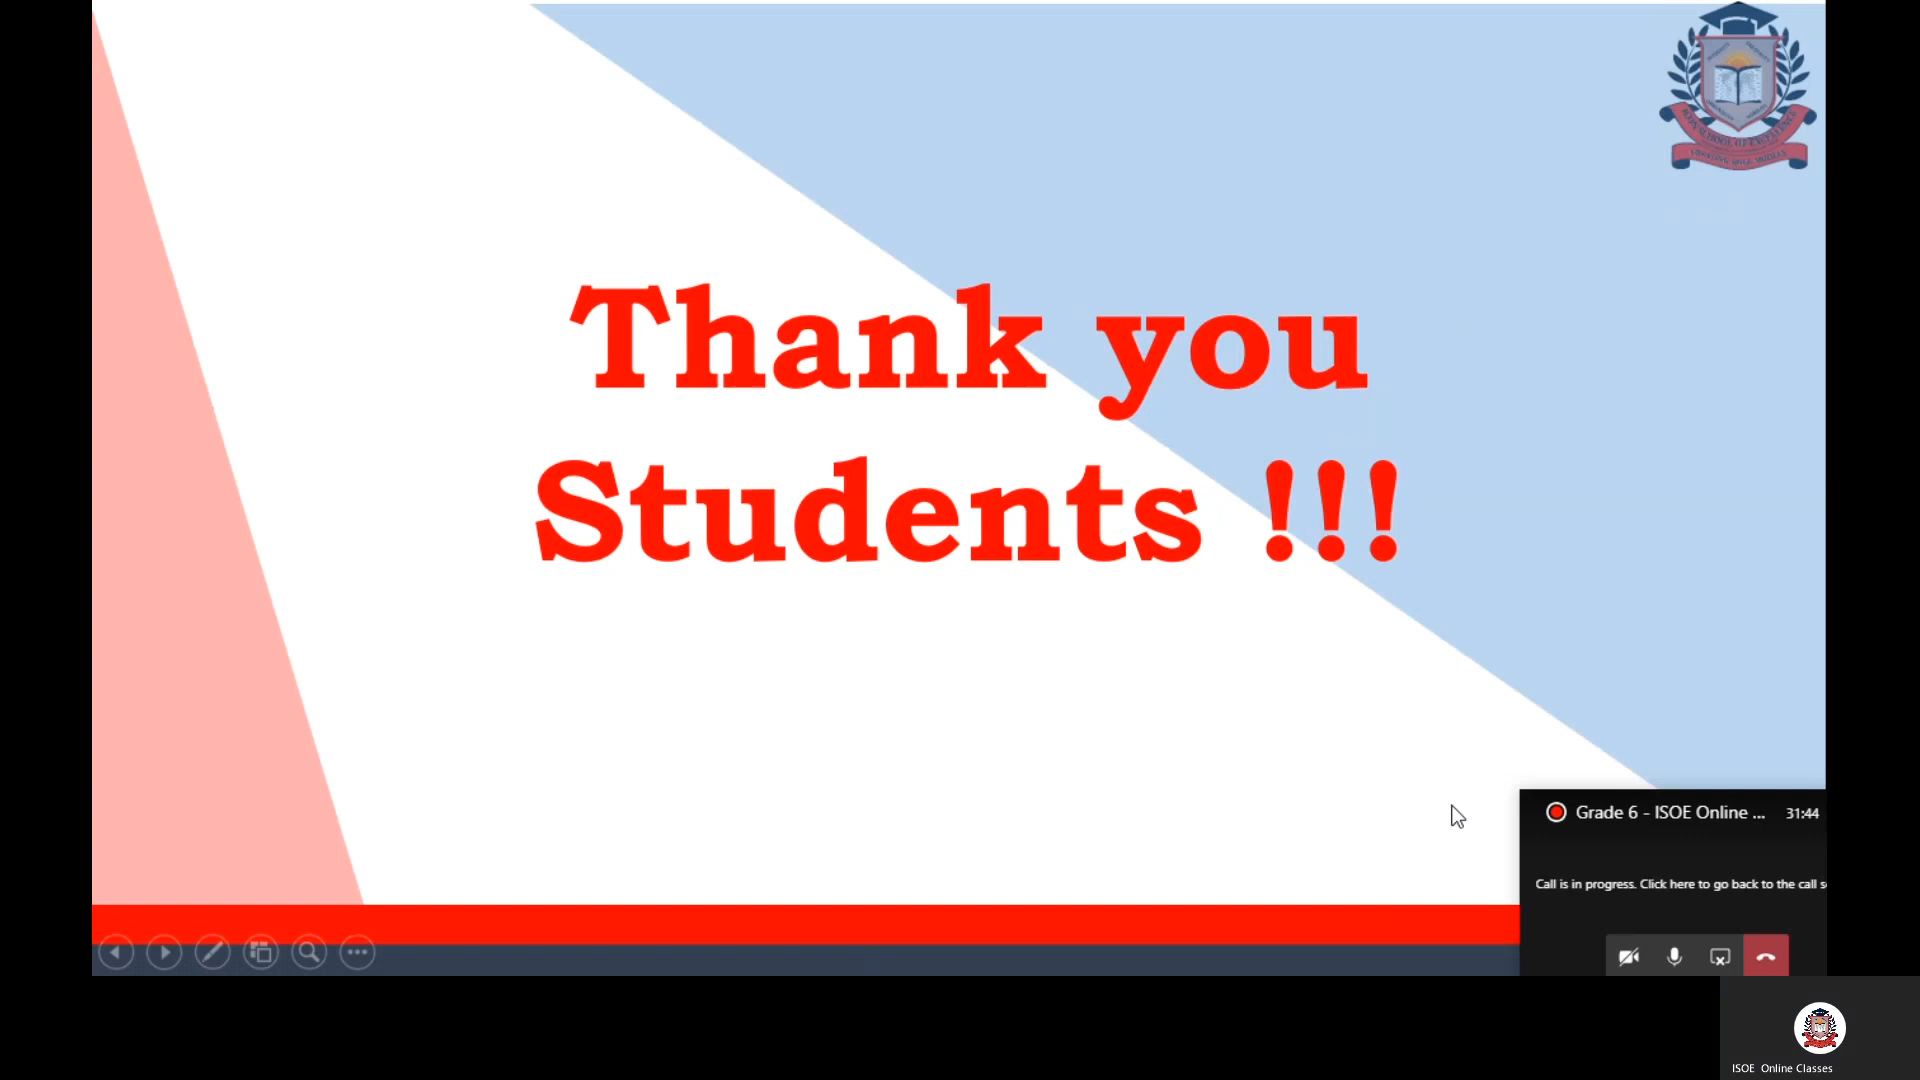 Thank you
Students !!!
Grade 6 - ISOE Online ...
31:44
Call is in progress. Click here to go back to the call s
ISOE Online Classes